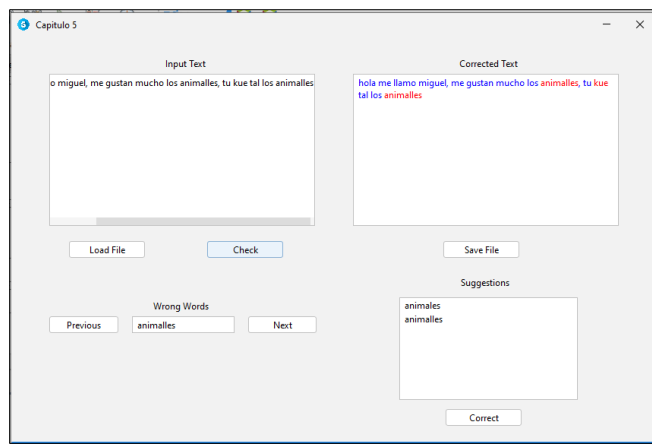 Capitulo 5
Input Text
Corrected Text
o miguel, me gustan mucho los animalles, tu kue tal los animalles
hola me llamo miguel, me gustan mucho los animalles, tu kue
tal los animalles
Load File
Check
Save File
Suggestions
Wrong Words
Previous
animalles
Next
animales
animalles
Correct